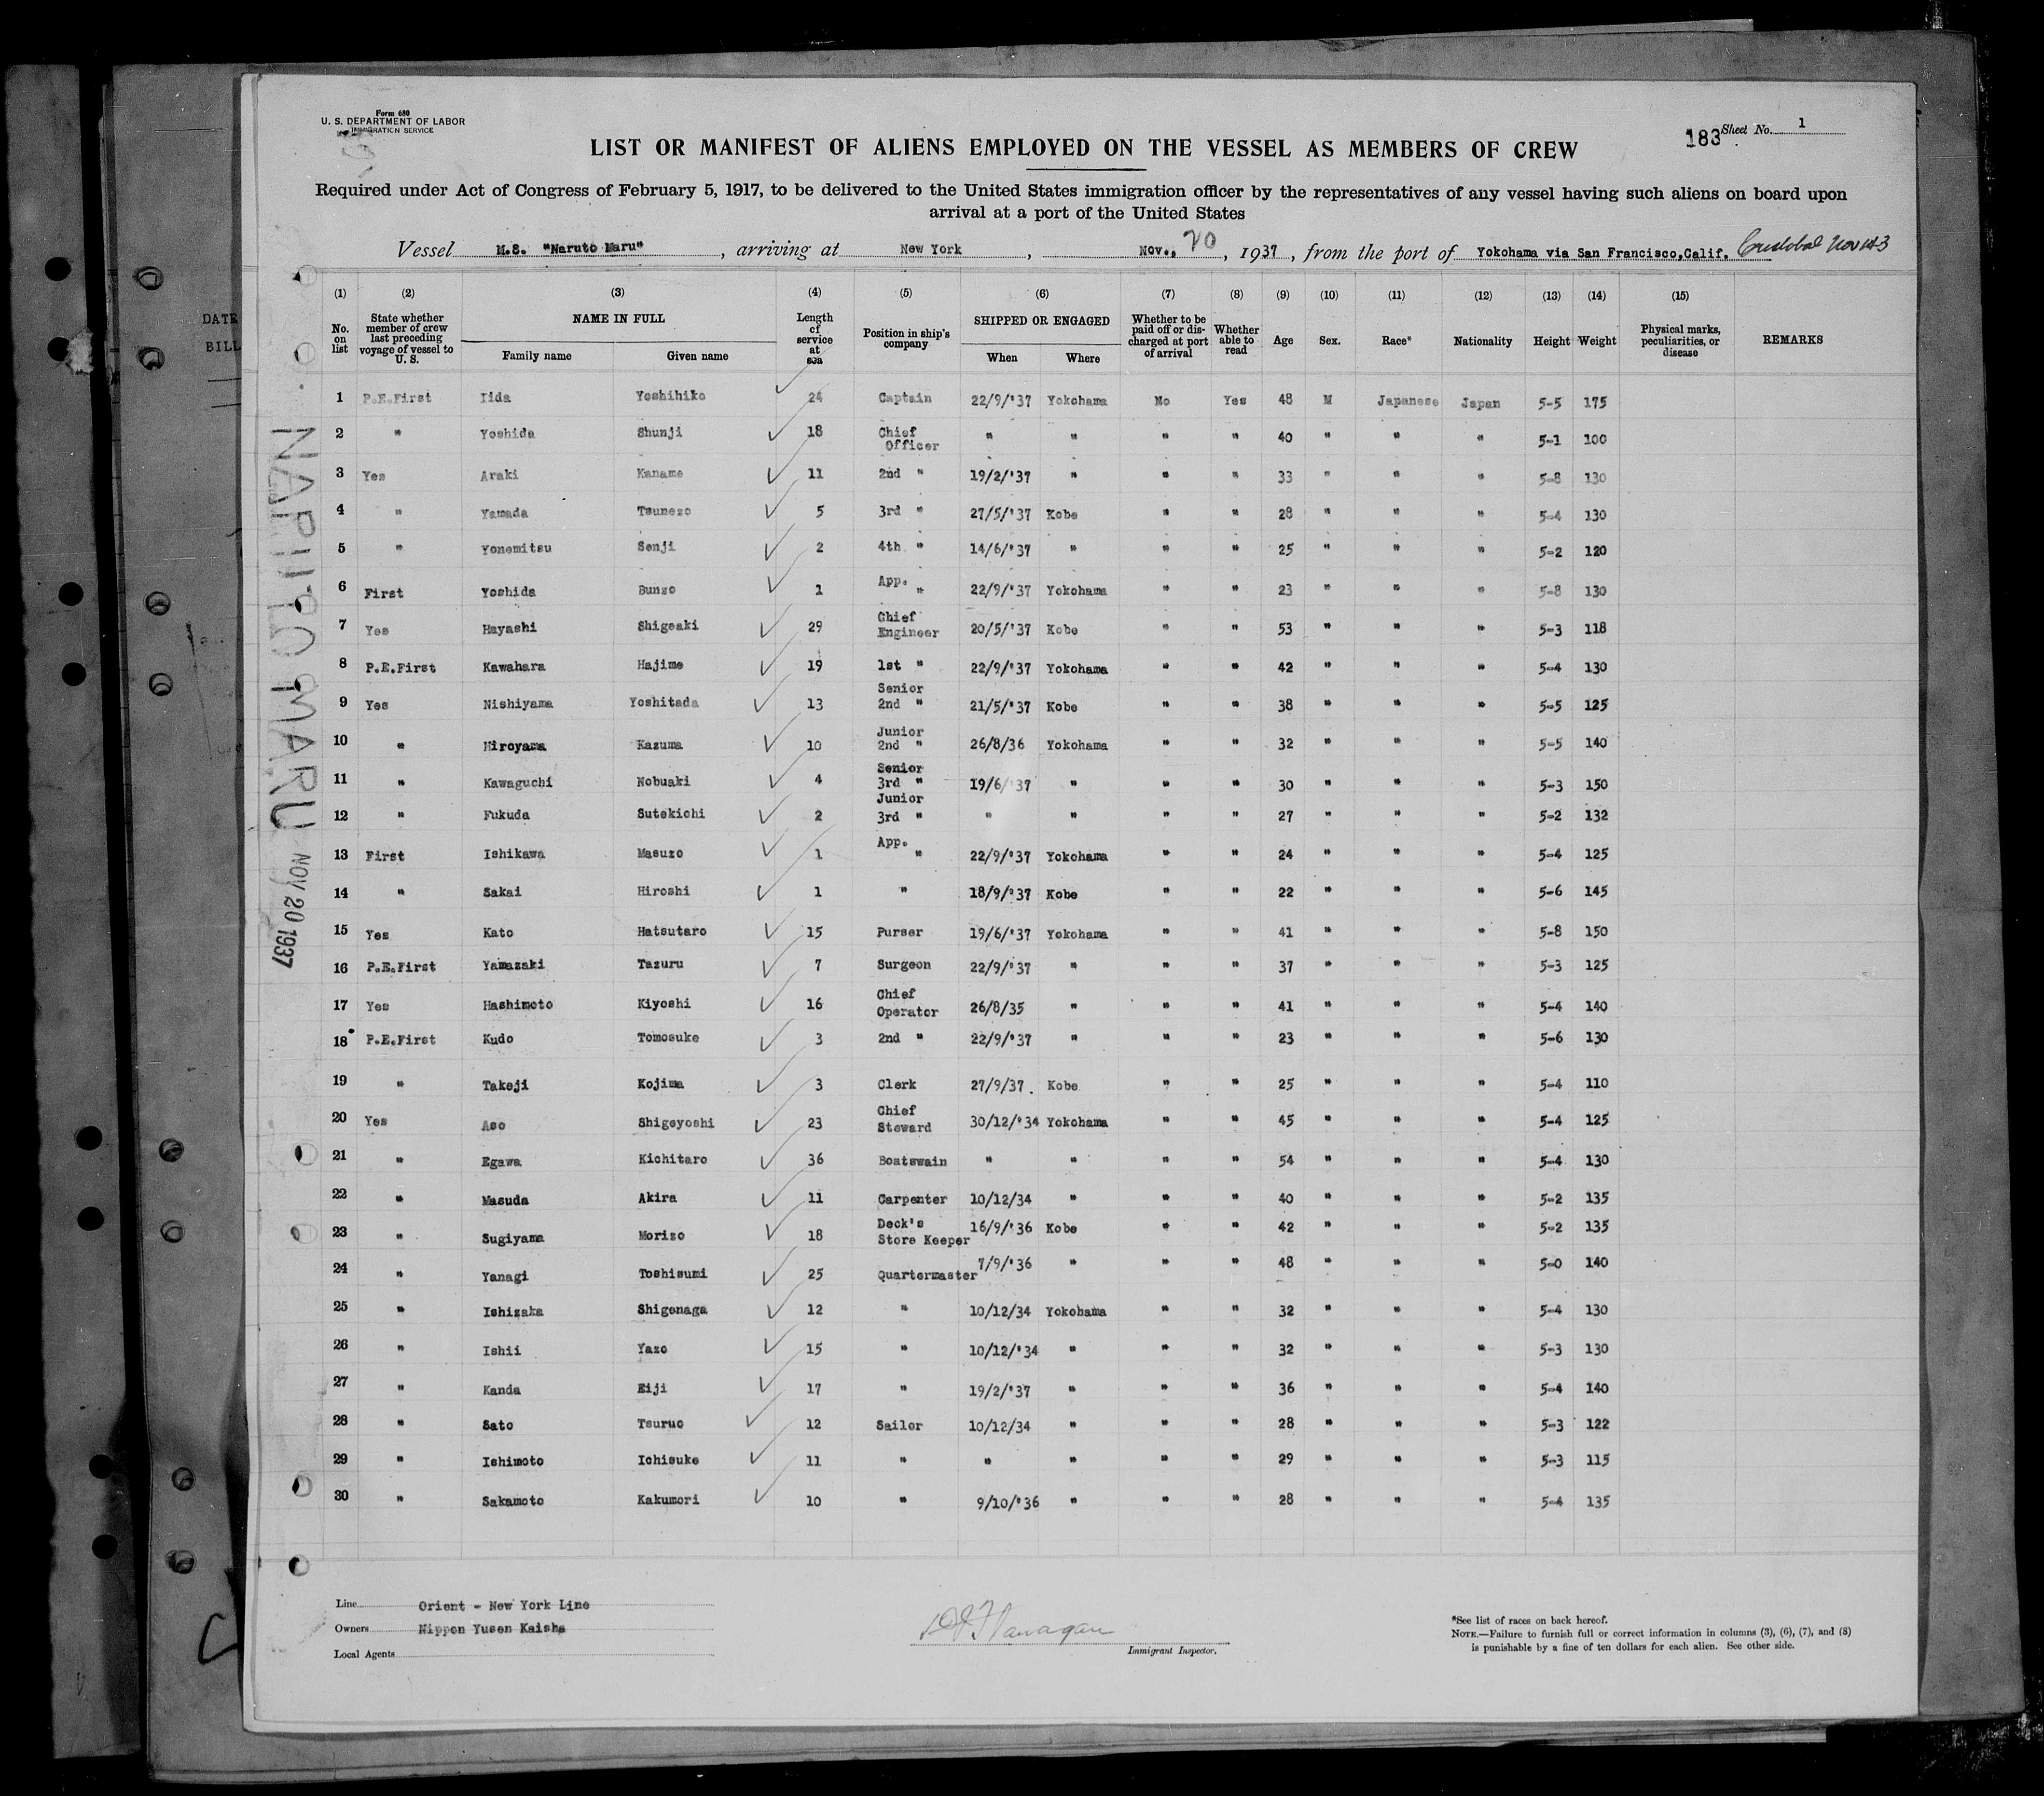 Form 680
U. S. DEPARTMENT OF LABOR
IMMIGRATION SERVICE
183 Sheet No. 1
LIST OR MANIFEST OF ALIENS EMPLOYED ON THE VESSEL AS MEMBERS OF CREW
Required under Act of Congress of February 5, 1917, to be delivered to the United States immigration officer by the representatives of any vessel having such aliens on board upon
arrival at a port of the United States
Vessel M.S. "Naruto Maru", arriving at New York, Nov., 20, 1937, from the port of Yokohama via San Francisco, Calif. Cristobal Nov
DATE
BILL
(1) (2) (3) (4) (5) (6) (7) (8) (9) (10) (11) (12) (13) (14) (15)
No. on list | State whether member of crew last preceding voyage of vessel to U. S. | NAME IN FULL Family name Given name | Length of service at sea | Position in ship's company | SHIPPED OR ENGAGED When Where | Whether to be paid off or discharged at port of arrival | Whether able to read | Age | Sex. | Race* | Nationality | Height | Weight | Physical marks, peculiarities, or disease | REMARKS
1 P.E.First Iida Yoshihiko 24 Captain 22/9/'37 Yokohama No Yes 48 M Japanese Japan 5-5 175
2 " Yoshida Shunji 18 Chief Officer " " " " 40 " " " 5-1 100
3 Yes Araki Kaname 11 2nd " 19/2/'37 " " " 33 " " " 5-8 130
4 " Yamada Tsunezo 5 3rd " 27/5/'37 Kobe " " 28 " " " 5-4 130
5 " Yonemitsu Senji 2 4th " 14/6/'37 " " " 25 " " " 5-2 120
6 First Yoshida Bunzo 1 App. " 22/9/'37 Yokohama " " 23 " " " 5-8 130
7 Yes Hayashi Shigeaki 29 Chief Engineer 20/5/'37 Kobe " " 53 " " " 5-3 118
8 P.E.First Kawahara Hajime 19 1st " 22/9/'37 Yokohama " " 42 " " " 5-4 130
9 Yes Nishiyama Yoshitada 13 Senior 2nd " 21/5/'37 Kobe " " 38 " " " 5-5 125
10 " Hiroyama Kazuma 10 Junior 2nd " 26/8/36 Yokohama " " 32 " " " 5-5 140
11 " Kawaguchi Nobuaki 4 Senior 3rd " 19/6/'37 " " " 30 " " " 5-3 150
12 " Fukuda Sutekichi 2 Junior 3rd " " " " " 27 " " " 5-2 132
13 First Ishikawa Masuzo 1 App. " 22/9/'37 Yokohama " " 24 " " " 5-4 125
14 " Sakai Hiroshi 1 " 18/9/'37 Kobe " " 22 " " " 5-6 145
15 Yes Kato Hatsutaro 15 Purser 19/6/'37 Yokohama " " 41 " " " 5-8 150
16 P.E.First Yamazaki Tazuru 7 Surgeon 22/9/'37 " " " 37 " " " 5-3 125
17 Yes Hashimoto Kiyoshi 16 Chief Operator 26/8/35 " " " 41 " " " 5-4 140
18 P.E.First Kudo Tomosuke 3 2nd " 22/9/'37 " " " 23 " " " 5-6 130
19 " Takeji Kojima 3 Clerk 27/9/37. Kobe " " 25 " " " 5-4 110
20 Yes Aso Shigeyoshi 23 Chief Steward 30/12/'34 Yokohama " " 45 " " " 5-4 125
21 " Egawa Kichitaro 36 Boatswain " " " " 54 " " " 5-4 130
22 " Masuda Akira 11 Carpenter 10/12/34 " " " 40 " " " 5-2 135
23 " Sugiyama Morizo 18 Deck's Store Keeper 16/9/'36 Kobe " " 42 " " " 5-2 135
24 " Yanagi Toshisumi 25 Quartermaster 7/9/'36 " " " 48 " " " 5-0 140
25 " Ishizaka Shigenaga 12 " 10/12/34 Yokohama " " 32 " " " 5-4 130
26 " Ishii Yazo 15 " 10/12/'34 " " " 32 " " " 5-3 130
27 " Kanda Eiji 17 " 19/2/'37 " " " 36 " " " 5-4 140
28 " Sato Tsuruo 12 Sailor 10/12/34 " " " 28 " " " 5-3 122
29 " Ishimoto Ichisuke 11 " " " " " 29 " " " 5-3 115
30 " Sakamoto Kakumori 10 " 9/10/'36 " " " 28 " " " 5-4 135
NARUTO MARU NOV 20 1937
Line Orient - New York Line
Owners Nippon Yusen Kaisha
Local Agents
Flanagan
Immigrant Inspector.
*See list of races on back hereof.
NOTE.—Failure to furnish full or correct information in columns (3), (6), (7), and (8)
is punishable by a fine of ten dollars for each alien. See other side.